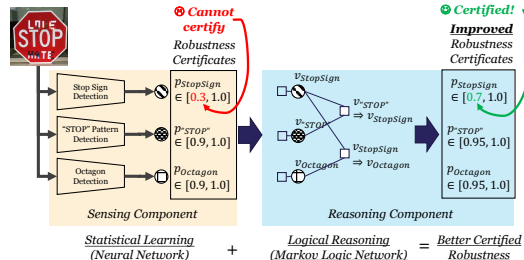 LOLE
STOP
HATE
⊗ Cannot
certify
Robustness
Certificates
Stop Sign
Detection
p_StopSign
∈ [0.3, 1.0]
"STOP" Pattern
Detection
p_"STOP"
∈ [0.9, 1.0]
Octagon
Detection
p_Octagon
∈ [0.9, 1.0]
Sensing Component
v_StopSign
v_"STOP"
v_Octagon
v_"STOP"
⇒ v_StopSign
v_StopSign
⇒ v_Octagon
Reasoning Component
Certified!
Improved
Robustness
Certificates
p_StopSign
∈ [0.7, 1.0]
p_"STOP"
∈ [0.95, 1.0]
p_Octagon
∈ [0.95, 1.0]
Statistical Learning
(Neural Network)
+
Logical Reasoning
(Markov Logic Network)
=
Better Certified
Robustness